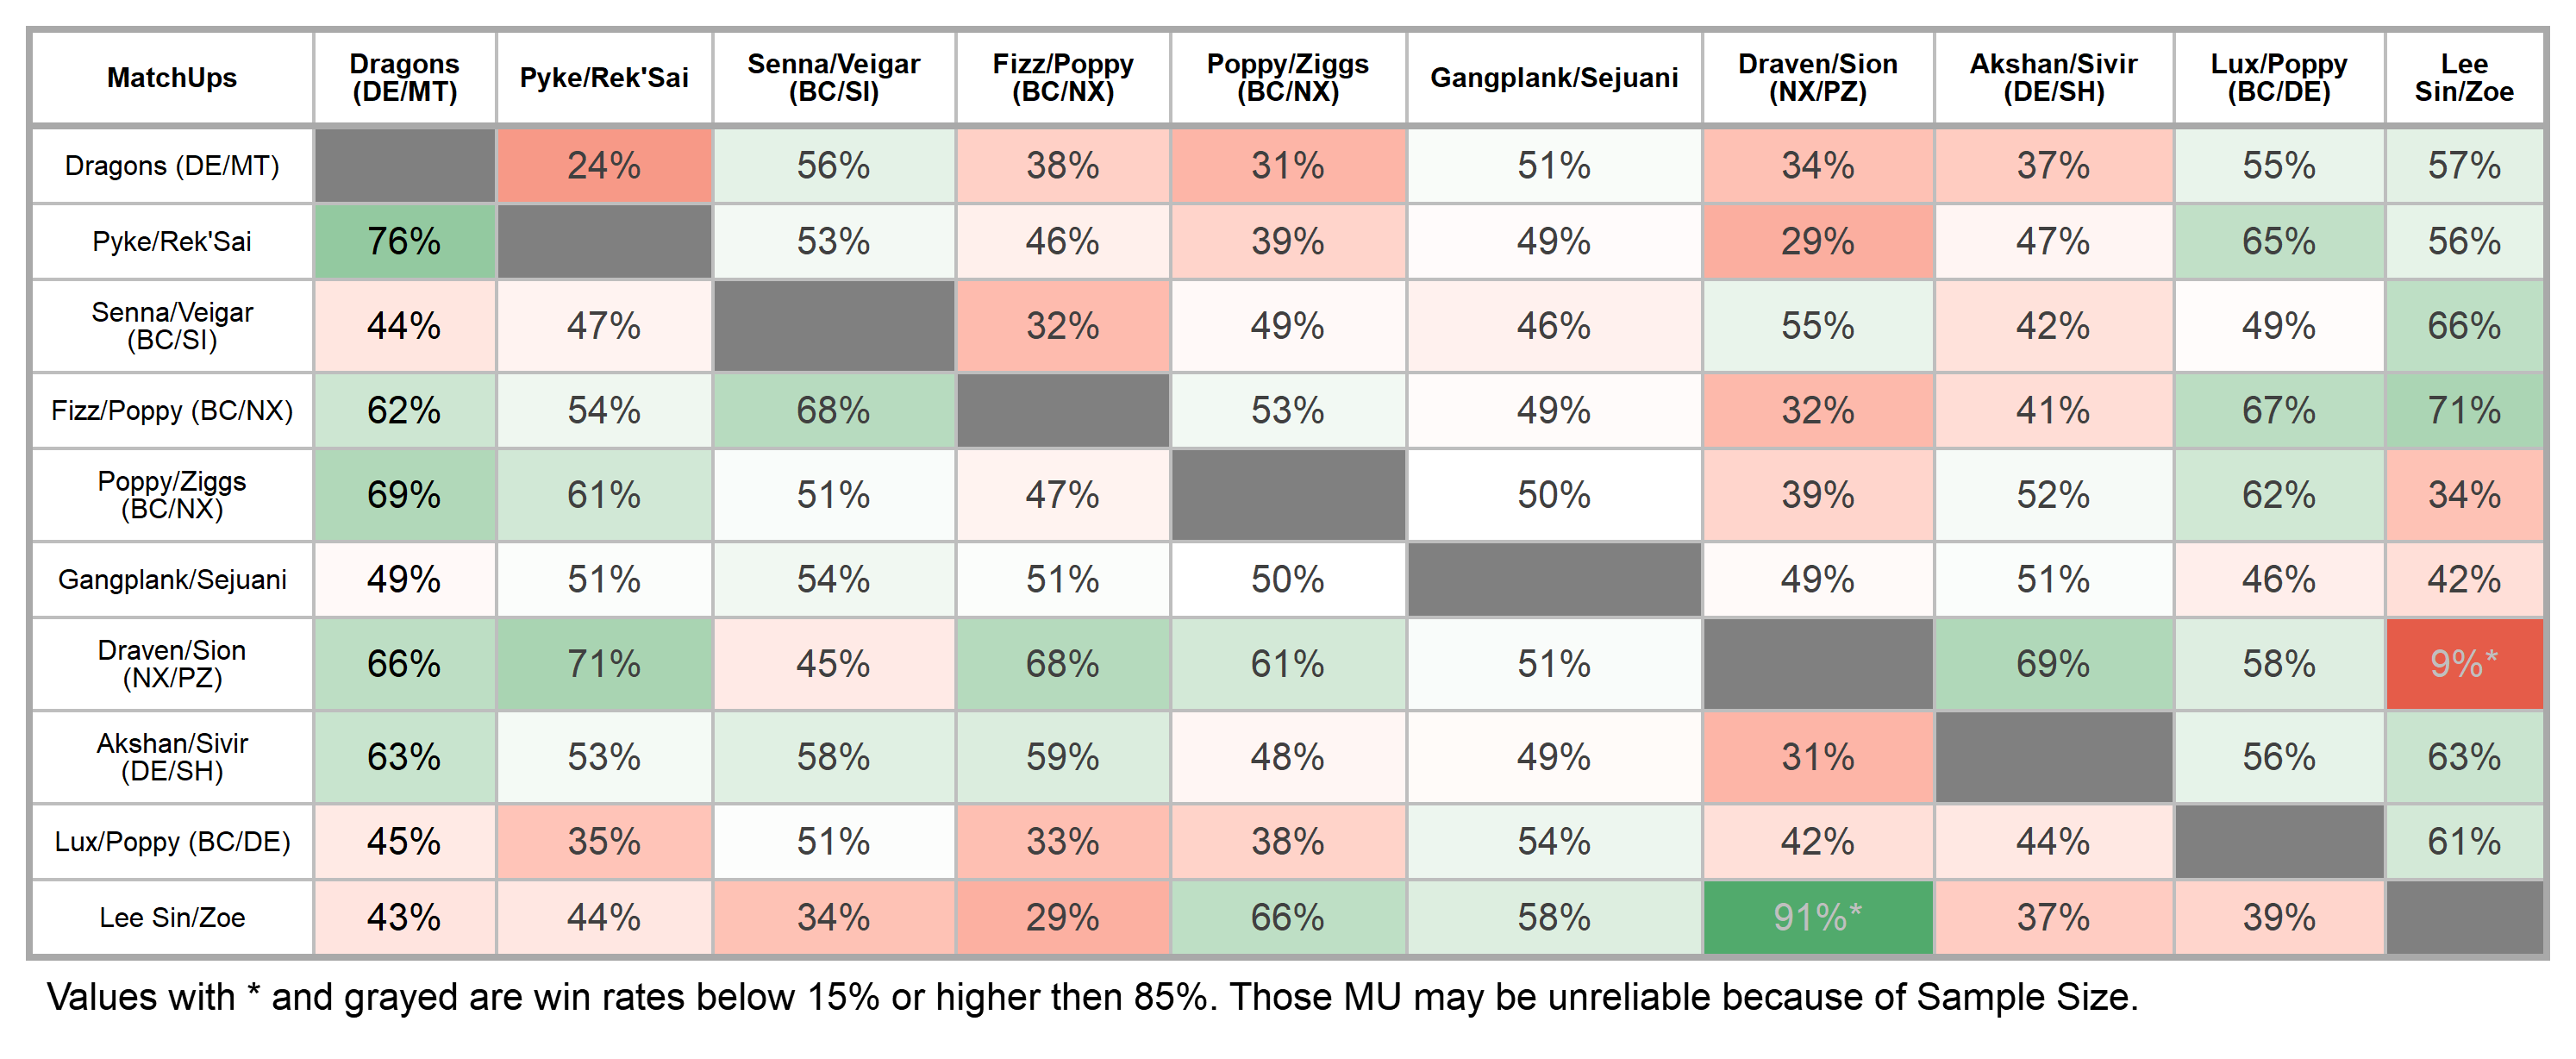 MatchUps Dragons (DE/MT) Pyke/Rek'Sai Senna/Veigar (BC/SI) Fizz/Poppy (BC/NX) Poppy/Ziggs (BC/NX) Gangplank/Sejuani Draven/Sion (NX/PZ) Akshan/Sivir (DE/SH) Lux/Poppy (BC/DE) Lee Sin/Zoe
Dragons (DE/MT) 24% 56% 38% 31% 51% 34% 37% 55% 57%
Pyke/Rek'Sai 76% 53% 46% 39% 49% 29% 47% 65% 56%
Senna/Veigar (BC/SI) 44% 47% 32% 49% 46% 55% 42% 49% 66%
Fizz/Poppy (BC/NX) 62% 54% 68% 53% 49% 32% 41% 67% 71%
Poppy/Ziggs (BC/NX) 69% 61% 51% 47% 50% 39% 52% 62% 34%
Gangplank/Sejuani 49% 51% 54% 51% 50% 49% 51% 46% 42%
Draven/Sion (NX/PZ) 66% 71% 45% 68% 61% 51% 69% 58% 9%*
Akshan/Sivir (DE/SH) 63% 53% 58% 59% 48% 49% 31% 56% 63%
Lux/Poppy (BC/DE) 45% 35% 51% 33% 38% 54% 42% 44% 61%
Lee Sin/Zoe 43% 44% 34% 29% 66% 58% 91%* 37% 39%
Values with * and grayed are win rates below 15% or higher then 85%. Those MU may be unreliable because of Sample Size.